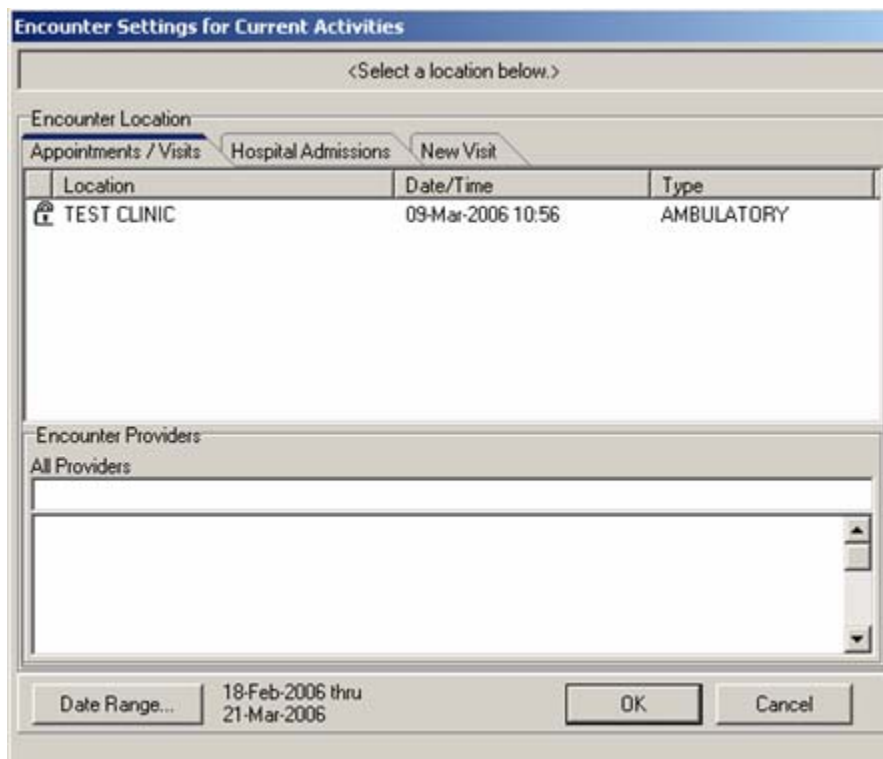 Encounter Settings for Current Activities
<Select a location below.>
Encounter Location
Appointments / Visits Hospital Admissions New Visit
Location Date/Time Type
TEST CLINIC 09-Mar-2006 10:56 AMBULATORY
Encounter Providers
All Providers
Date Range... 18-Feb-2006 thru OK Cancel
21-Mar-2006